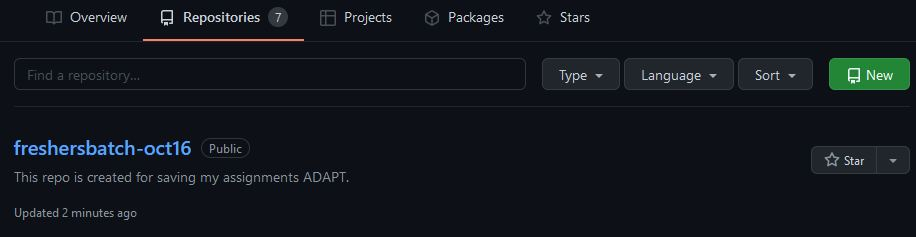 Overview Repositories 7 Projects Packages Stars
Find a repository... Type Language Sort New
freshersbatch-oct16 Public
Star
This repo is created for saving my assignments ADAPT.
Updated 2 minutes ago